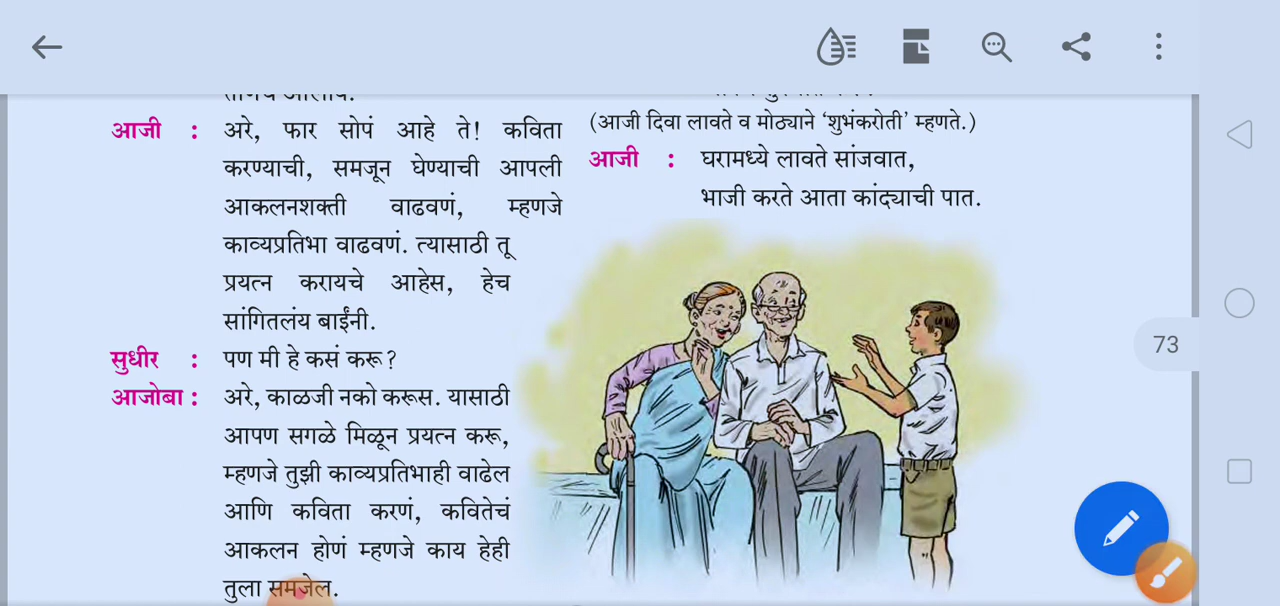 आजी : अरे, फार सोपं आहे ते! कविता
करण्याची, समजून घेण्याची आपली
आकलनशक्ती वाढवणं, म्हणजे
काव्यप्रतिभा वाढवणं. त्यासाठी तू
प्रयत्न करायचे आहेस, हेच
सांगितलंय बाईंनी.
सुधीर : पण मी हे कसं करू?
आजोबा : अरे, काळजी नको करूस. यासाठी
आपण सगळे मिळून प्रयत्न करू,
म्हणजे तुझी काव्यप्रतिभाही वाढेल
आणि कविता करणं, कवितेचं
आकलन होणं म्हणजे काय हेही
तुला समजेल.
(आजी दिवा लावते व मोठ्याने ‘शुभंकरोती’ म्हणते.)
आजी : घरामध्ये लावते सांजवात,
भाजी करते आता कांद्याची पात.
73